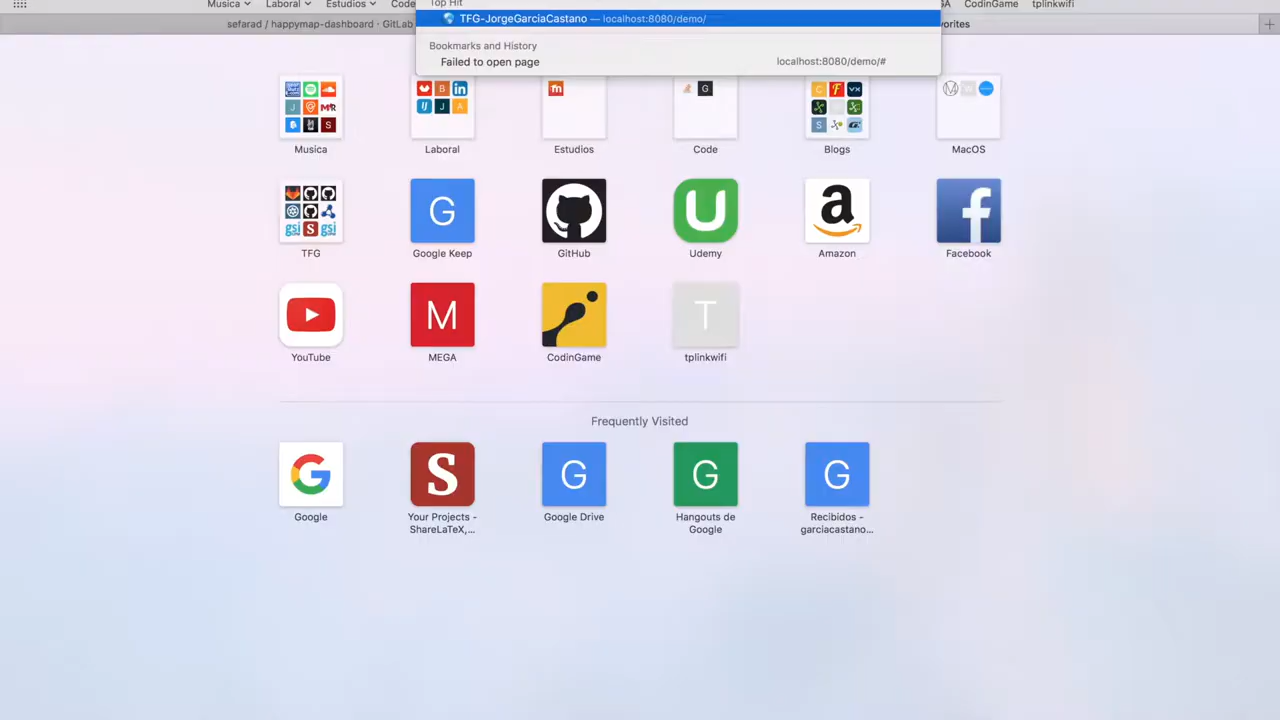 Top Hit
Musica Laboral Estudios Code GA CodinGame tplinkwifi
TFG-JorgeGarciaCastano — localhost:8080/demo/
sefarad / happymap-dashboard · GitLab vorites
Bookmarks and History
Failed to open page localhost:8080/demo/#
Musica Laboral Estudios Code Blogs MacOS
TFG Google Keep GitHub Udemy Amazon Facebook
YouTube MEGA CodinGame tplinkwifi
Frequently Visited
Google Your Projects - Google Drive Hangouts de Recibidos -
ShareLaTeX,... Google garciacastano...